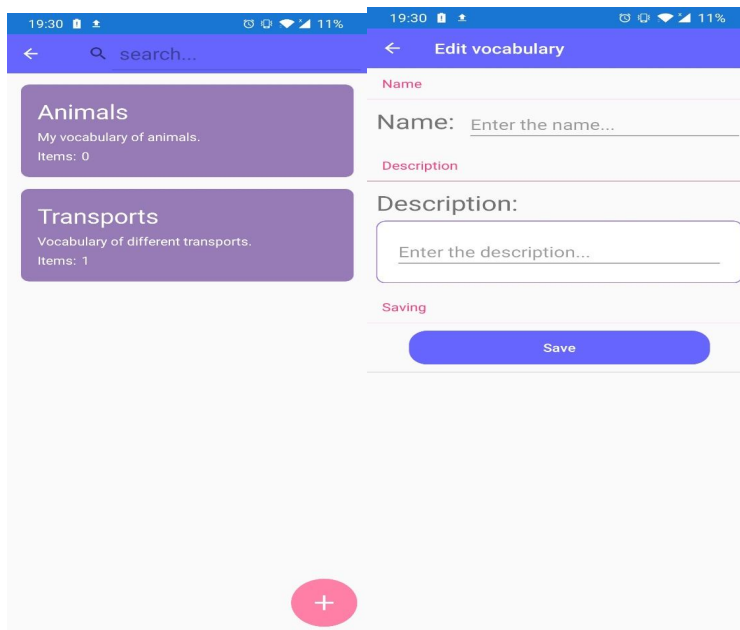 19:30
11%
search...
Animals
My vocabulary of animals.
Items: 0
Transports
Vocabulary of different transports.
Items: 1
19:30
11%
Edit vocabulary
Name
Name: Enter the name...
Description
Description:
Enter the description...
Saving
Save